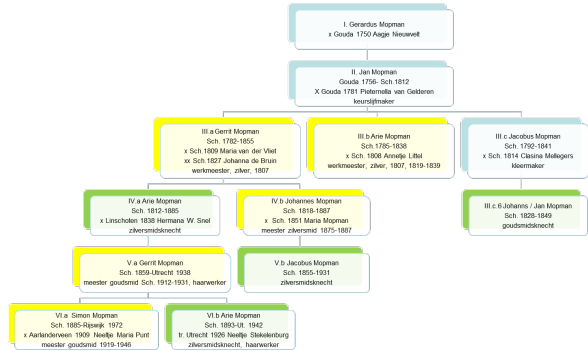 I. Gerardus Mopman
x Gouda 1750 Aagje Nieuwvelt
II. Jan Mopman
Gouda 1756- Sch.1812
X Gouda 1781 Pieternella van Gelderen
keurslijfmaker
III.a Gerrit Mopman
Sch. 1782-1855
x Sch.1809 Maria van der Vliet
xx Sch.1827 Johanna de Bruin
werkmeester, zilver, 1807
III.b Arie Mopman
Sch.1785-1838
x Sch. 1808 Annetje Littel
werkmeester, zilver, 1807, 1819-1839
III.c Jacobus Mopman
Sch. 1792-1841
x Sch. 1814 Clasina Mellegers
kleermaker
IV.a Arie Mopman
Sch. 1812-1885
x Linschoten 1838 Hermana W. Snel
zilversmidsknecht
IV.b Johannes Mopman
Sch. 1818-1887
x Sch. 1851 Maria Mopman
meester zilversmid 1875-1887
III.c.6 Johanns / Jan Mopman
Sch. 1828-1849
goudsmidsknecht
V.a Gerrit Mopman
Sch. 1859-Utrecht 1938
meester goudsmid Sch. 1912-1931, haarwerker
V.b Jacobus Mopman
Sch. 1855-1931
zilversmidsknecht
VI.a Simon Mopman
Sch. 1885-Rijswijk 1972
x Aarlanderveen 1909 Neeltje Maria Punt
meester goudsmid 1919-1946
VI.b Arie Mopman
Sch. 1893-Ut. 1942
tr. Utrecht 1926 Neeltje Stekelenburg
zilversmidsknecht, haarwerker